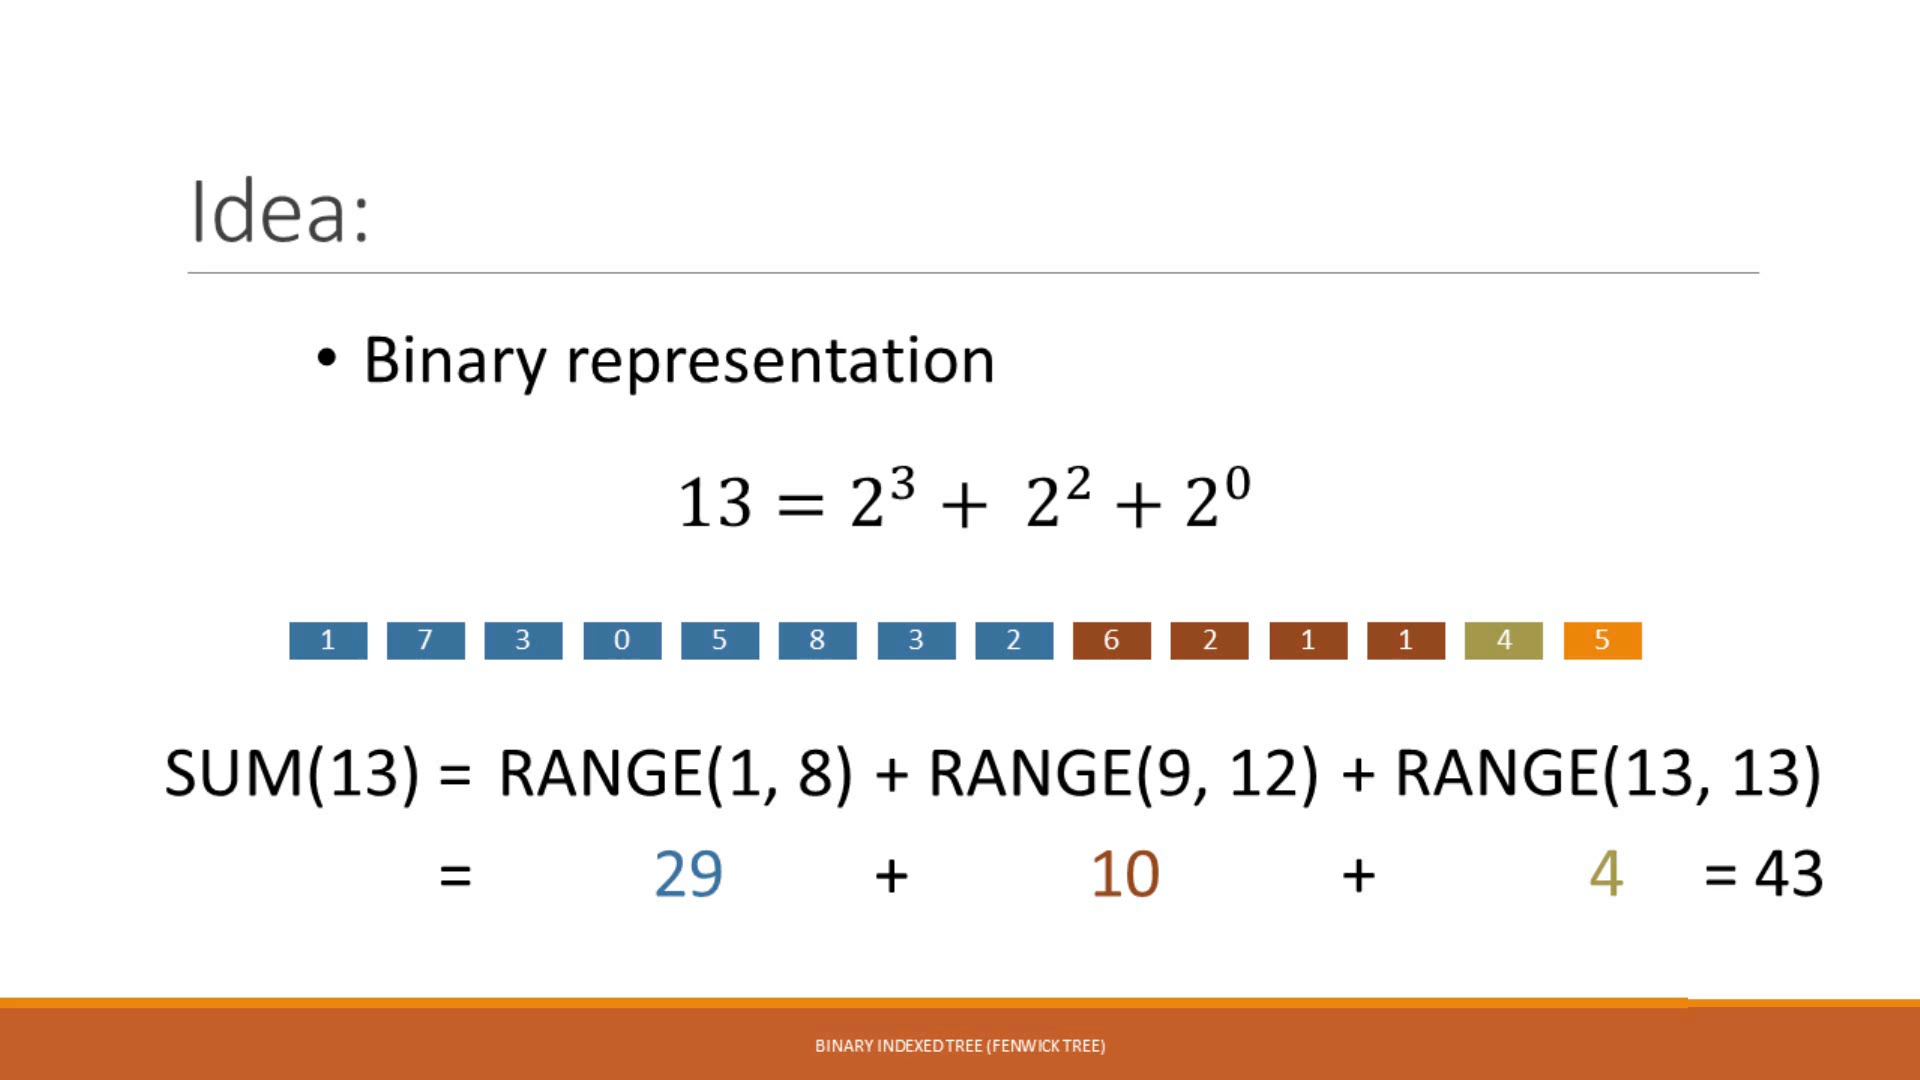 Idea:
• Binary representation
13 = 2³ + 2² + 2⁰
1 7 3 0 5 8 3 2 6 2 1 1 4 5
SUM(13) = RANGE(1, 8) + RANGE(9, 12) + RANGE(13, 13)
= 29 + 10 + 4 = 43
BINARY INDEXED TREE (FENWICK TREE)